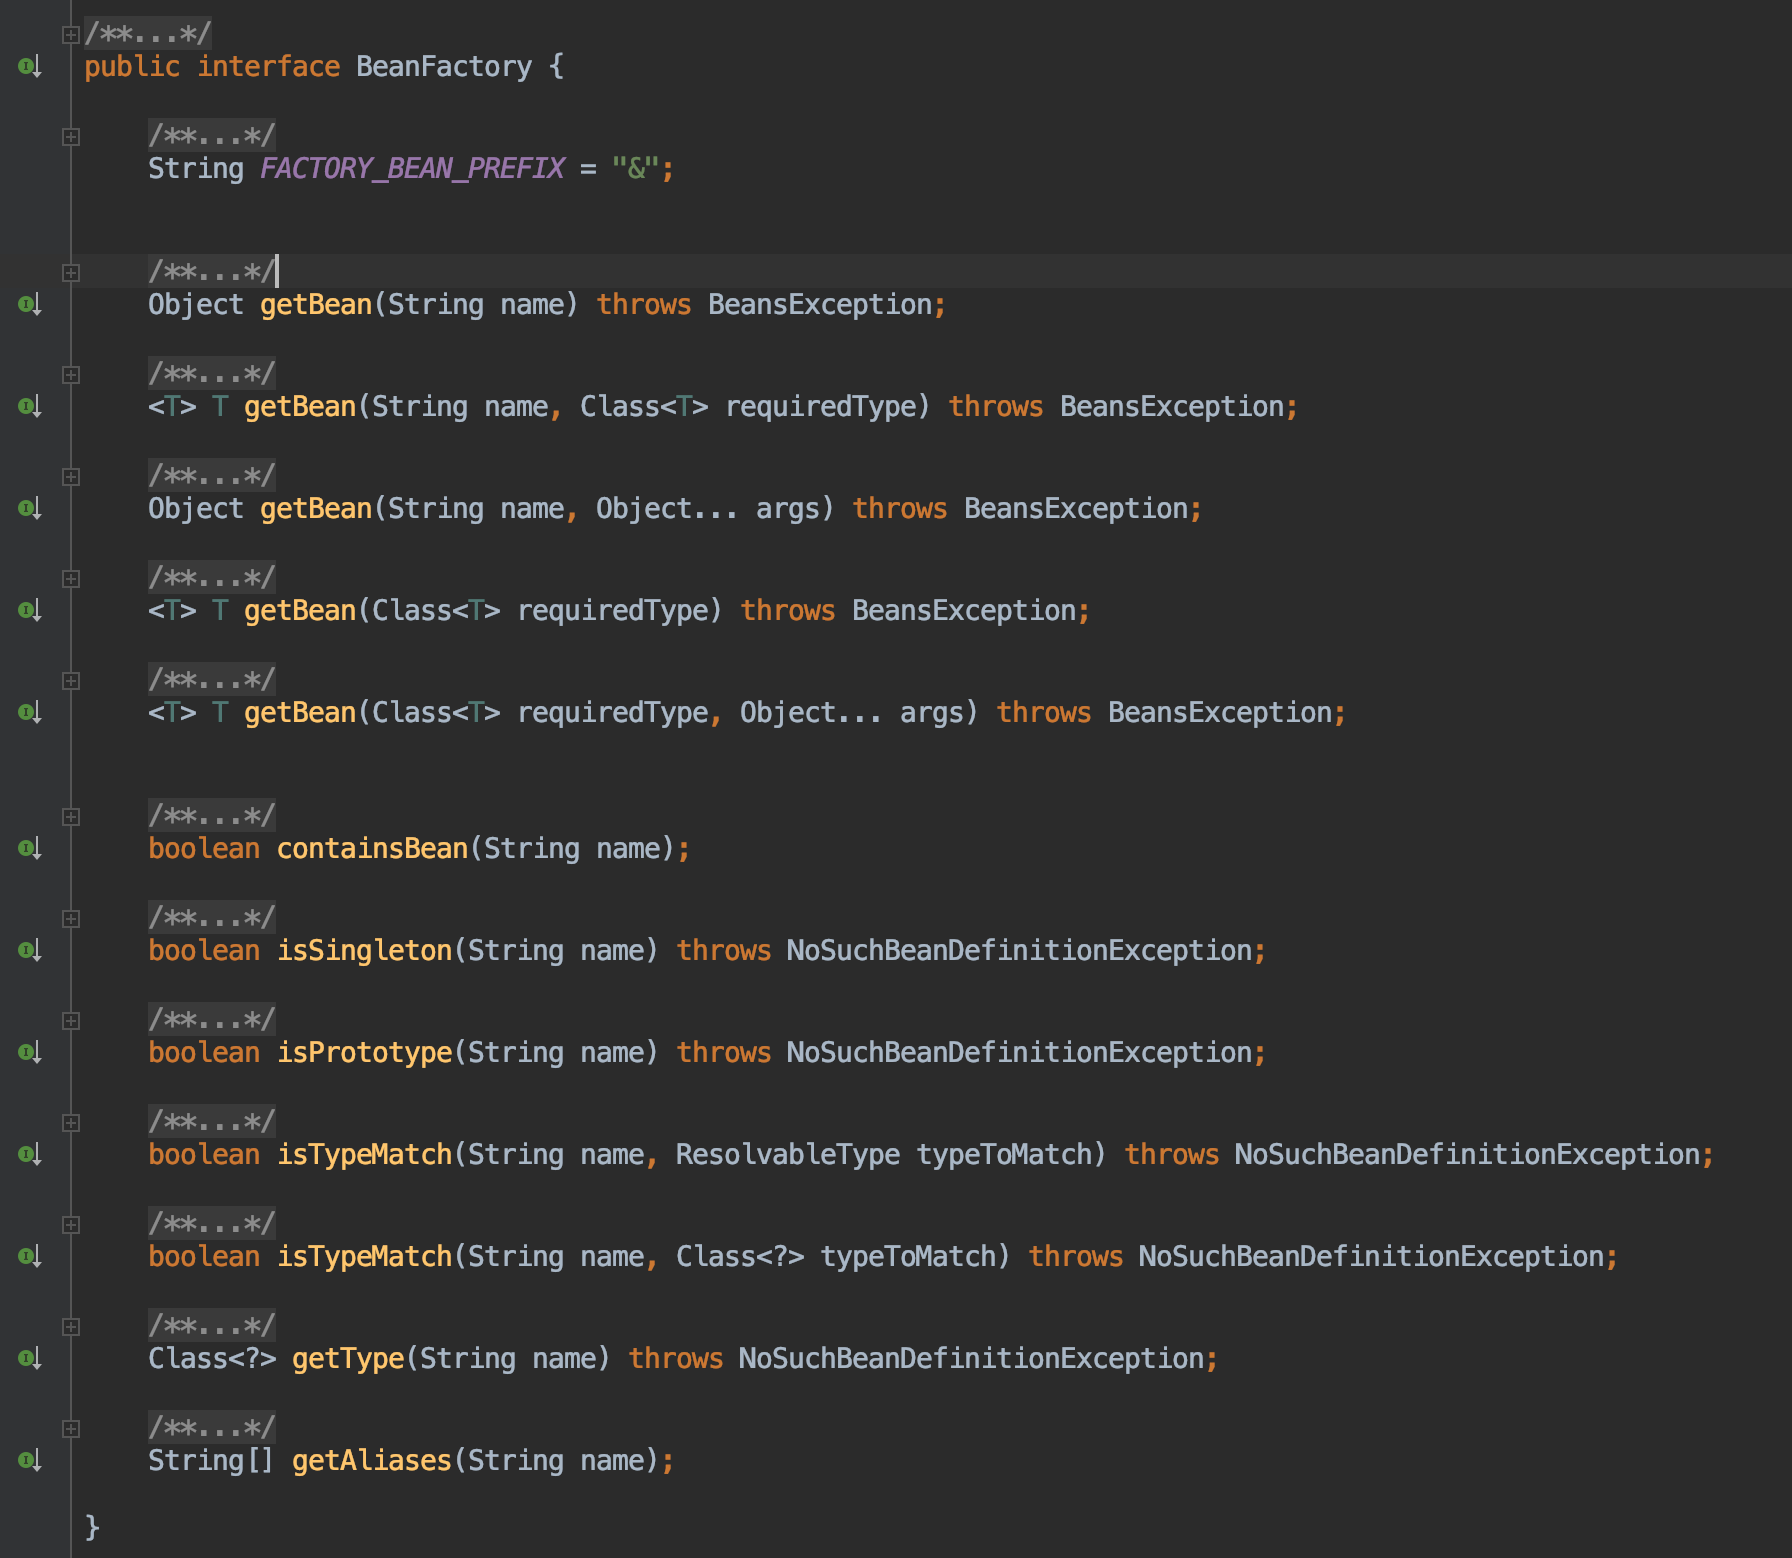 /**...*/
public interface BeanFactory {
/**...*/
String FACTORY_BEAN_PREFIX = "&";
/**...*/
Object getBean(String name) throws BeansException;
/**...*/
<T> T getBean(String name, Class<T> requiredType) throws BeansException;
/**...*/
Object getBean(String name, Object... args) throws BeansException;
/**...*/
<T> T getBean(Class<T> requiredType) throws BeansException;
/**...*/
<T> T getBean(Class<T> requiredType, Object... args) throws BeansException;
/**...*/
boolean containsBean(String name);
/**...*/
boolean isSingleton(String name) throws NoSuchBeanDefinitionException;
/**...*/
boolean isPrototype(String name) throws NoSuchBeanDefinitionException;
/**...*/
boolean isTypeMatch(String name, ResolvableType typeToMatch) throws NoSuchBeanDefinitionException;
/**...*/
boolean isTypeMatch(String name, Class<?> typeToMatch) throws NoSuchBeanDefinitionException;
/**...*/
Class<?> getType(String name) throws NoSuchBeanDefinitionException;
/**...*/
String[] getAliases(String name);
}